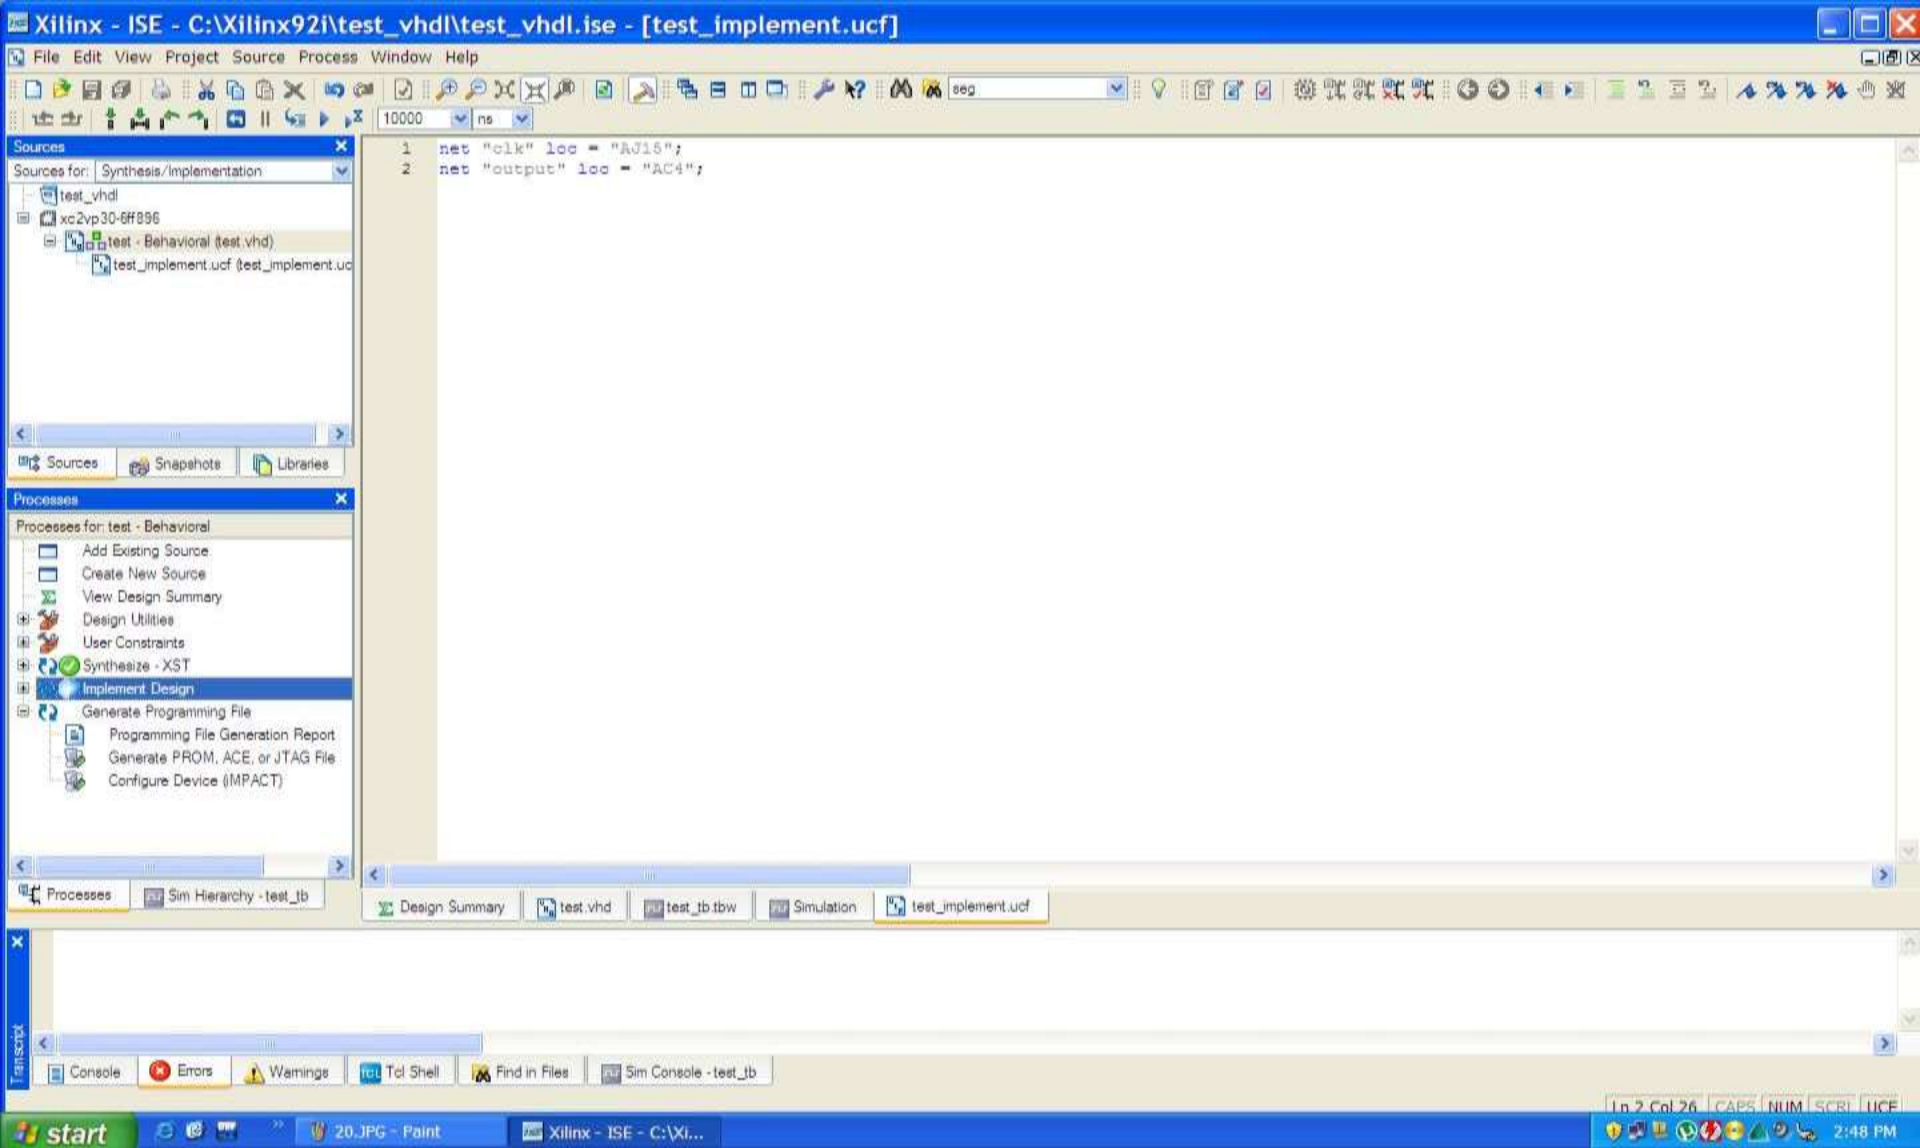 Xilinx - ISE - C:\Xilinx92i\test_vhdl\test_vhdl.ise - [test_implement.ucf]
File Edit View Project Source Process Window Help
seg
10000 ns
Sources
Sources for: Synthesis/Implementation
test_vhdl
xc2vp30-6ff896
test - Behavioral (test.vhd)
test_implement.ucf (test_implement.uc
Sources Snapshots Libraries
Processes
Processes for: test - Behavioral
Add Existing Source
Create New Source
View Design Summary
Design Utilities
User Constraints
Synthesize - XST
Implement Design
Generate Programming File
Programming File Generation Report
Generate PROM, ACE, or JTAG File
Configure Device (iMPACT)
Processes Sim Hierarchy - test_tb
1 net "clk" loc = "AJ15";
2 net "output" loc = "AC4";
Design Summary test.vhd test_tb.tbw Simulation test_implement.ucf
Transcript
Console Errors Warnings Tcl Shell Find in Files Sim Console - test_tb
Ln 2 Col 26 CAPS NUM SCRL UCF
start 20.JPG - Paint Xilinx - ISE - C:\Xi... 2:48 PM